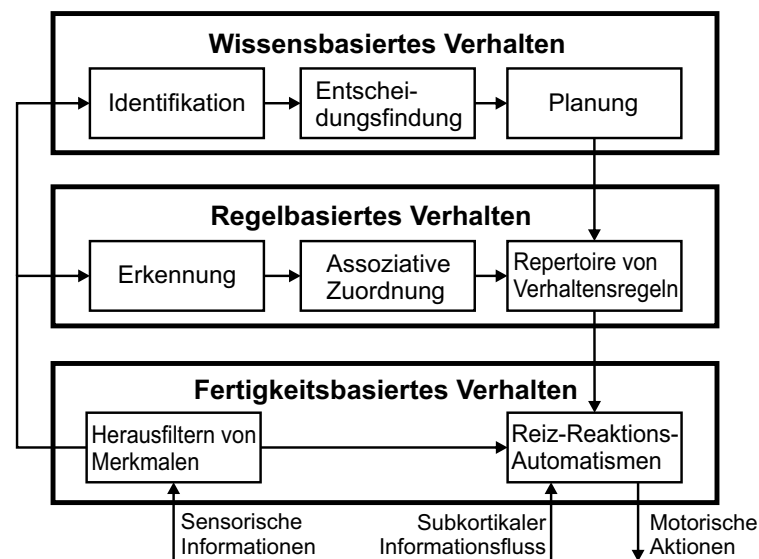 Wissensbasiertes Verhalten
Identifikation
Entschei-
dungsfindung
Planung
Regelbasiertes Verhalten
Erkennung
Assoziative
Zuordnung
Repertoire von
Verhaltensregeln
Fertigkeitsbasiertes Verhalten
Herausfiltern von
Merkmalen
Reiz-Reaktions-
Automatismen
Sensorische
Informationen
Subkortikaler
Informationsfluss
Motorische
Aktionen